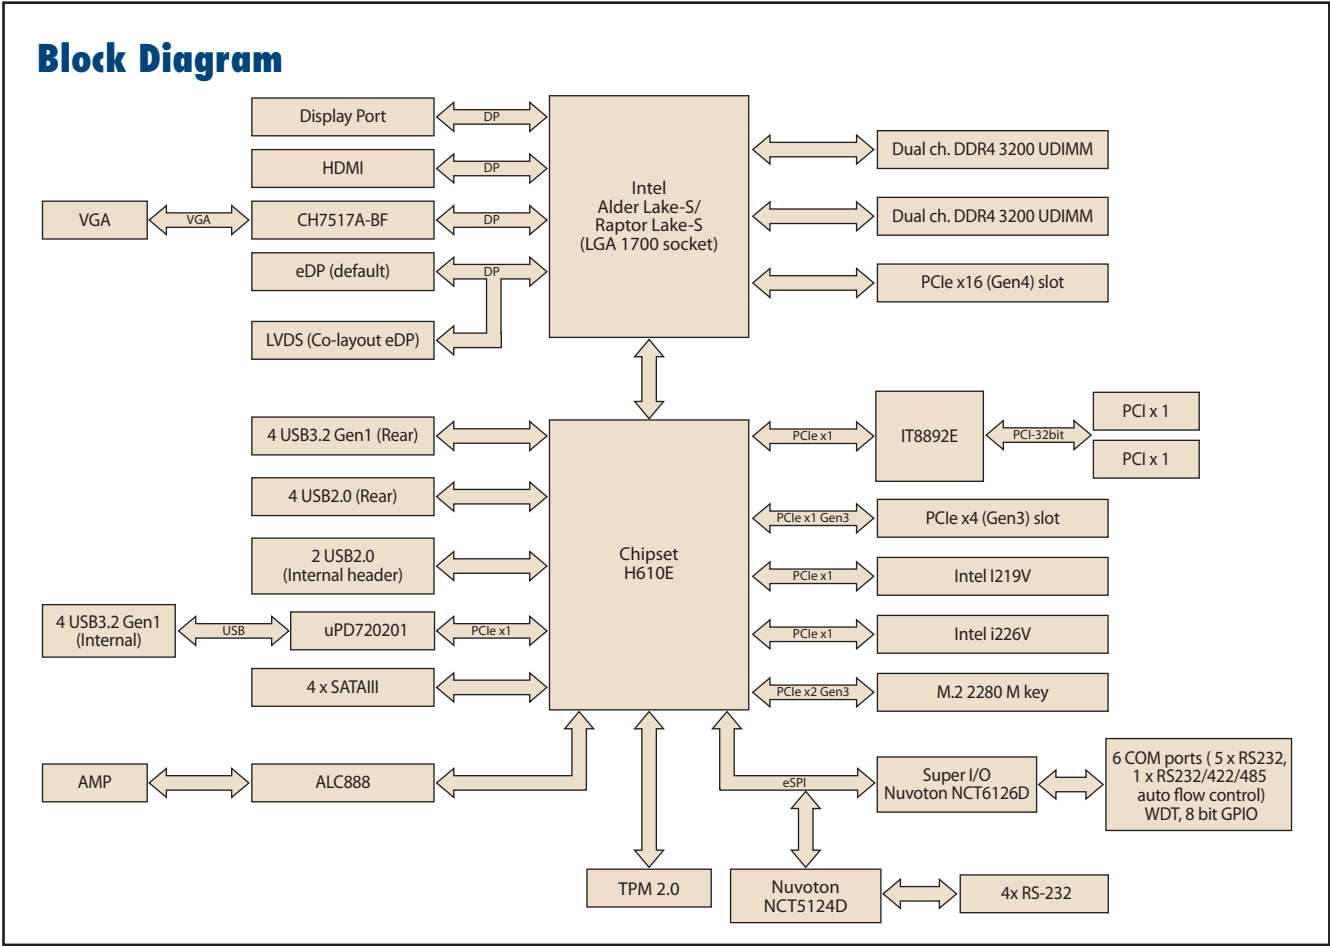 Block Diagram
Display Port
DP
HDMI
DP
VGA
VGA
CH7517A-BF
DP
eDP (default)
DP
LVDS (Co-layout eDP)
Intel
Alder Lake-S/
Raptor Lake-S
(LGA 1700 socket)
Dual ch. DDR4 3200 UDIMM
Dual ch. DDR4 3200 UDIMM
PCIe x16 (Gen4) slot
4 USB3.2 Gen1 (Rear)
4 USB2.0 (Rear)
2 USB2.0
(Internal header)
4 USB3.2 Gen1
(Internal)
USB
uPD720201
PCIe x1
4 x SATAIII
AMP
ALC888
Chipset
H610E
PCIe x1
IT8892E
PCI-32bit
PCI x 1
PCI x 1
PCIe x1 Gen3
PCIe x4 (Gen3) slot
PCIe x1
Intel I219V
PCIe x1
Intel i226V
PCIe x2 Gen3
M.2 2280 M key
eSPI
Super I/O
Nuvoton NCT6126D
6 COM ports ( 5 x RS232,
1 x RS232/422/485
auto flow control)
WDT, 8 bit GPIO
TPM 2.0
Nuvoton
NCT5124D
4x RS-232